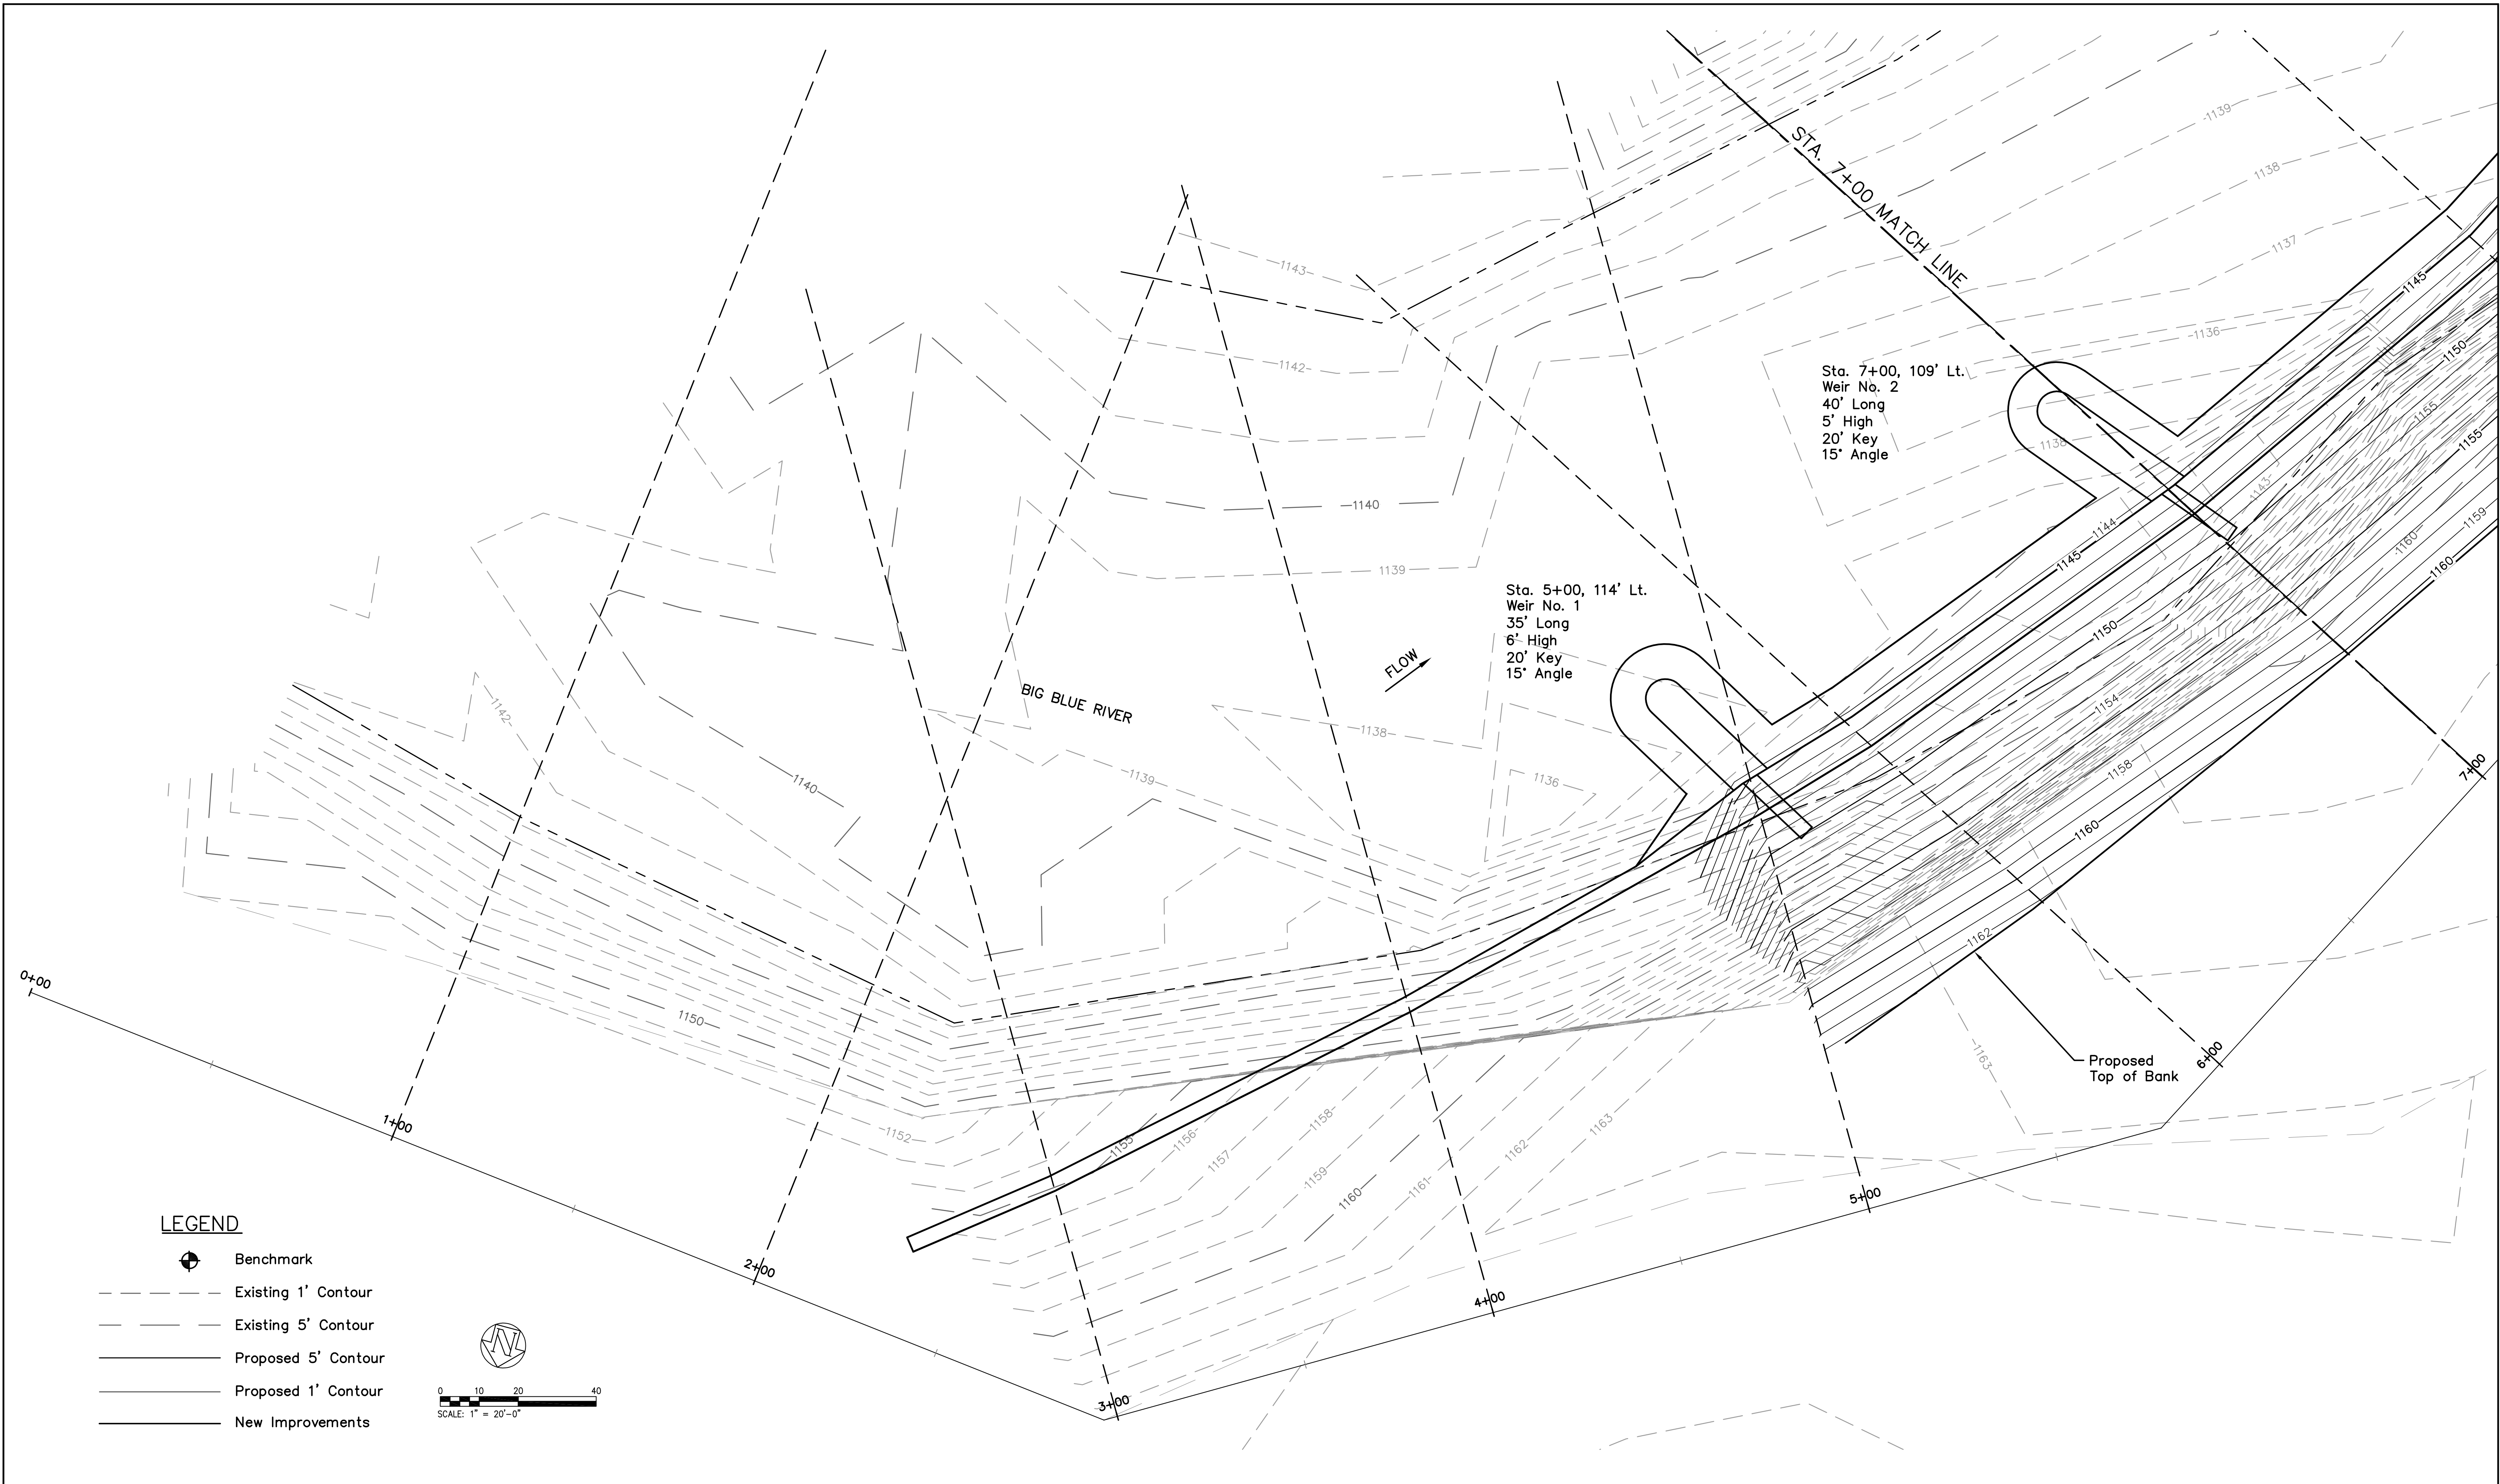 STA. 7+00 MATCH LINE
1139
1138
1137
1136
1143
1142
1145
1150
1155
1155
1159
1160
1160
Sta. 7+00, 109' Lt.
Weir No. 2
40' Long
5' High
20' Key
15° Angle
1138
1143
1144
1145
1140
1139
Sta. 5+00, 114' Lt.
Weir No. 1
35' Long
6' High
20' Key
15° Angle
1150
FLOW
BIG BLUE RIVER
1142
1138
1139
1140
1136
1154
1158
1160
1162
7+00
0+00
1150
1152
1+00
2+00
1155
1156
1157
1158
1159
1160
1161
1162
1163
1163
Proposed
Top of Bank
6+00
5+00
4+00
3+00
LEGEND
Benchmark
Existing 1' Contour
Existing 5' Contour
Proposed 5' Contour
Proposed 1' Contour
New Improvements
N
0 10 20 40
SCALE: 1" = 20'-0"